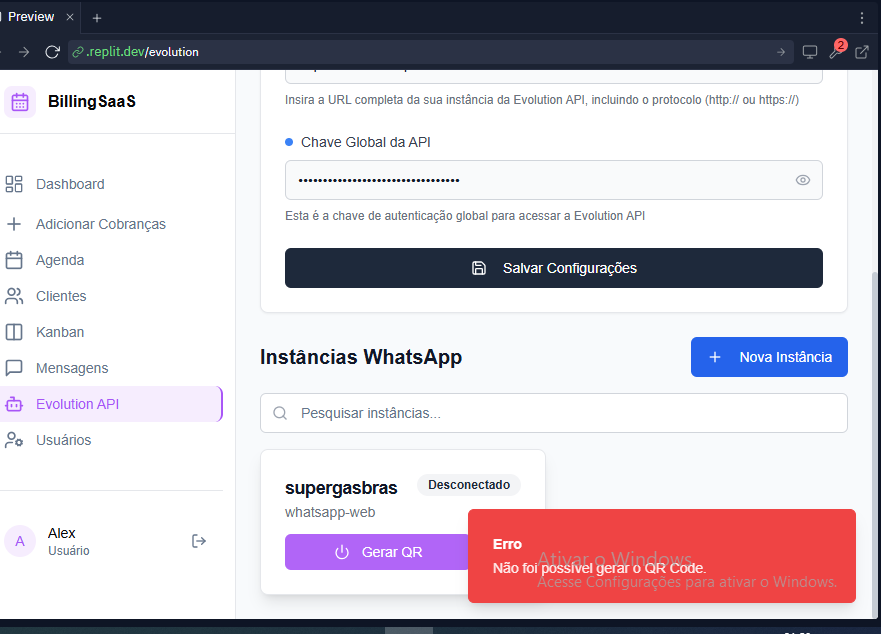 Preview
.replit.dev/evolution
2
BillingSaaS
Dashboard
Adicionar Cobranças
Agenda
Clientes
Kanban
Mensagens
Evolution API
Usuários
A
Alex
Usuário
Insira a URL completa da sua instância da Evolution API, incluindo o protocolo (http:// ou https://)
Chave Global da API
Esta é a chave de autenticação global para acessar a Evolution API
Salvar Configurações
Instâncias WhatsApp
Nova Instância
Pesquisar instâncias...
supergasbras
Desconectado
whatsapp-web
Gerar QR
Erro
Não foi possível gerar o QR Code.
Ativar o Windows
Acesse Configurações para ativar o Windows.